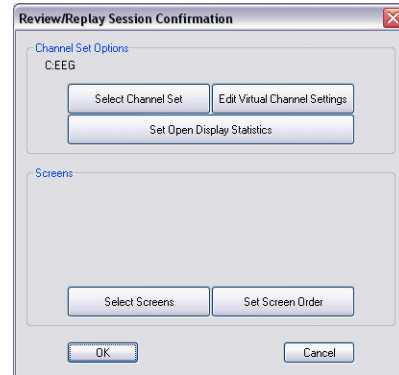 Review/Replay Session Confirmation
Channel Set Options
C:EEG
Select Channel Set Edit Virtual Channel Settings
Set Open Display Statistics
Screens
Select Screens Set Screen Order
OK Cancel